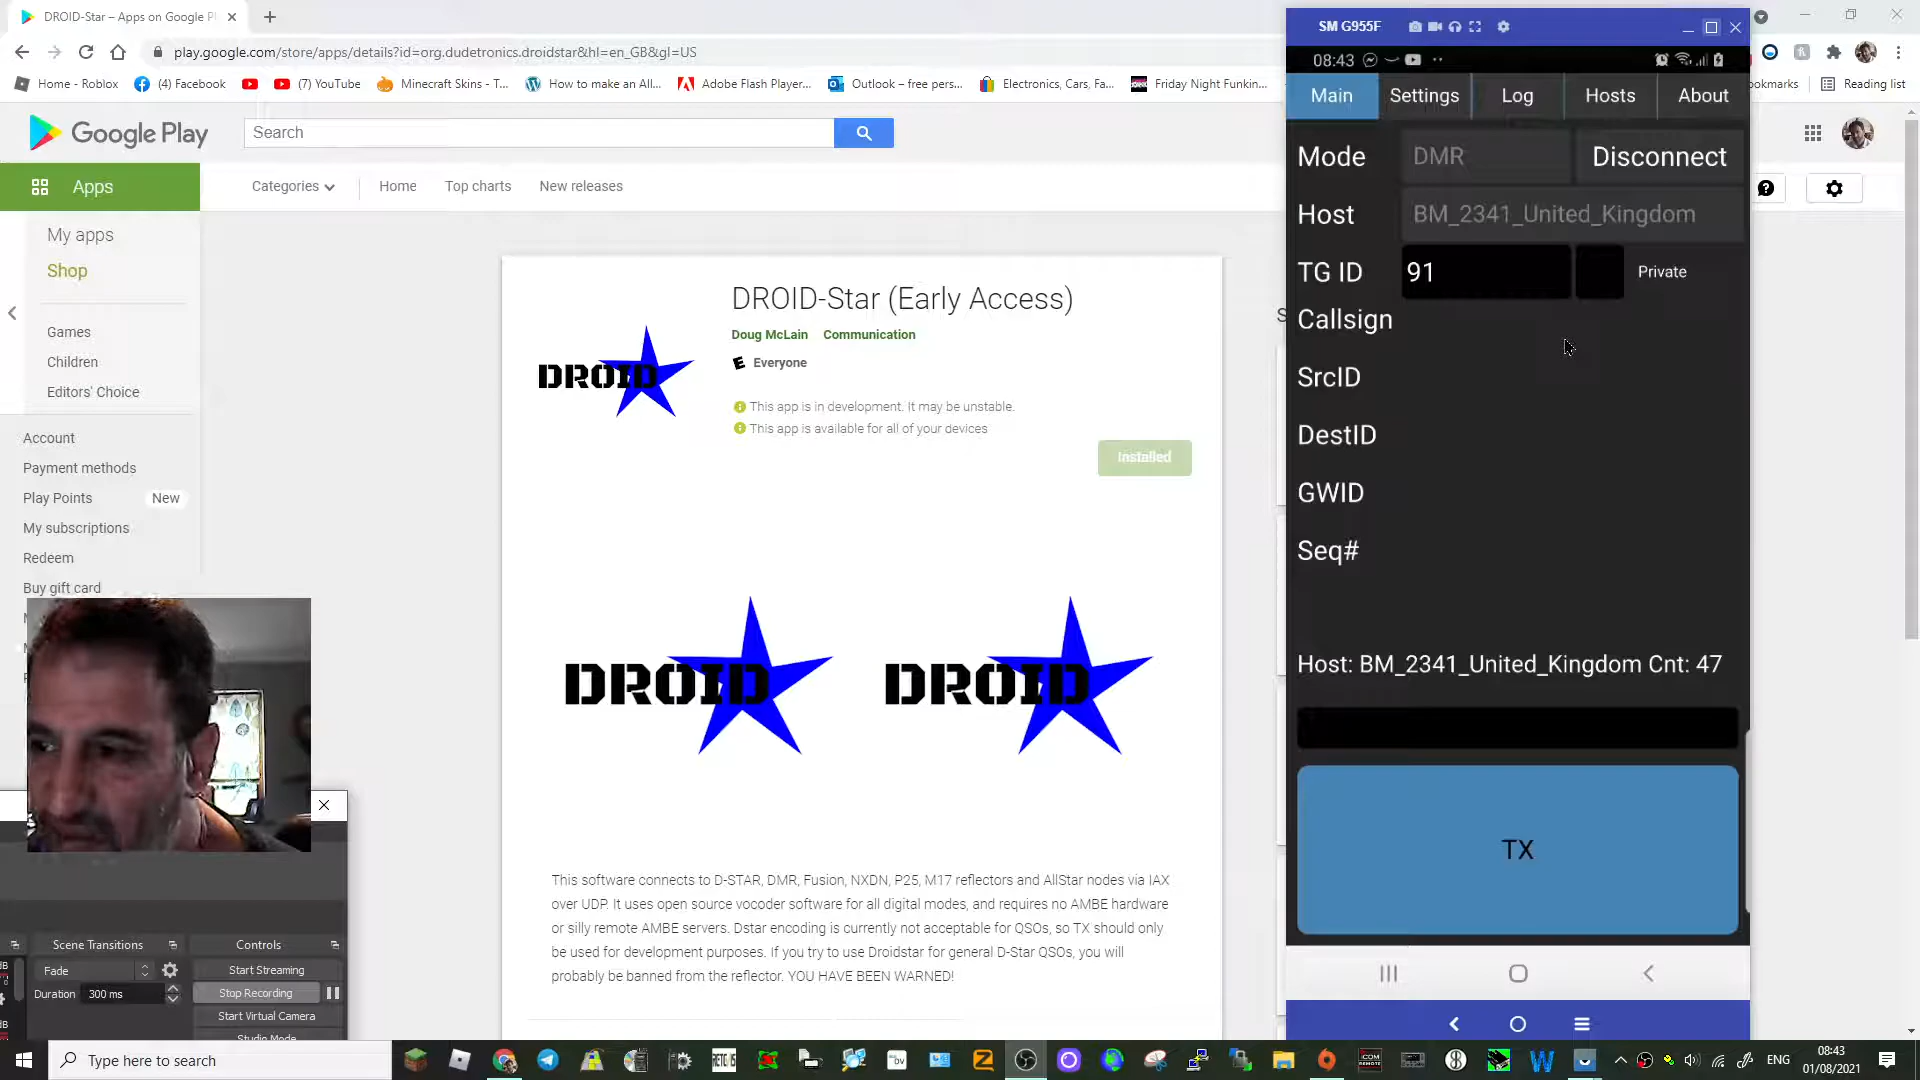 DROID-Star – Apps on Google P
play.google.com/store/apps/details?id=org.dudetronics.droidstar&hl=en_GB&gl=US
Home - Roblox
(4) Facebook
(7) YouTube
Minecraft Skins - T...
How to make an All...
Adobe Flash Player...
Outlook – free pers...
Electronics, Cars, Fa...
Friday Night Funkin...
ookmarks
Reading list
Google Play
Search
Apps
Categories
Home
Top charts
New releases
My apps
Shop
Games
Children
Editors' Choice
Account
Payment methods
Play Points
New
My subscriptions
Redeem
Buy gift card
DROID-Star (Early Access)
Doug McLain
Communication
Everyone
This app is in development. It may be unstable.
This app is available for all of your devices
Installed
DROID
DROID
DROID
This software connects to D-STAR, DMR, Fusion, NXDN, P25, M17 reflectors and AllStar nodes via IAX
over UDP. It uses open source vocoder software for all digital modes, and requires no AMBE hardware
or silly remote AMBE servers. Dstar encoding is currently not acceptable for QSOs, so TX should only
be used for development purposes. If you try to use Droidstar for general D-Star QSOs, you will
probably be banned from the reflector. YOU HAVE BEEN WARNED!
SM G955F
08:43
Main
Settings
Log
Hosts
About
Mode
DMR
Disconnect
Host
BM_2341_United_Kingdom
TG ID
91
Private
Callsign
SrcID
DestID
GWID
Seq#
Host: BM_2341_United_Kingdom Cnt: 47
TX
Scene Transitions
Controls
Fade
Duration
300 ms
Start Streaming
Stop Recording
Start Virtual Camera
Studio Mode
dB
dB
Type here to search
ENG
08:43
01/08/2021